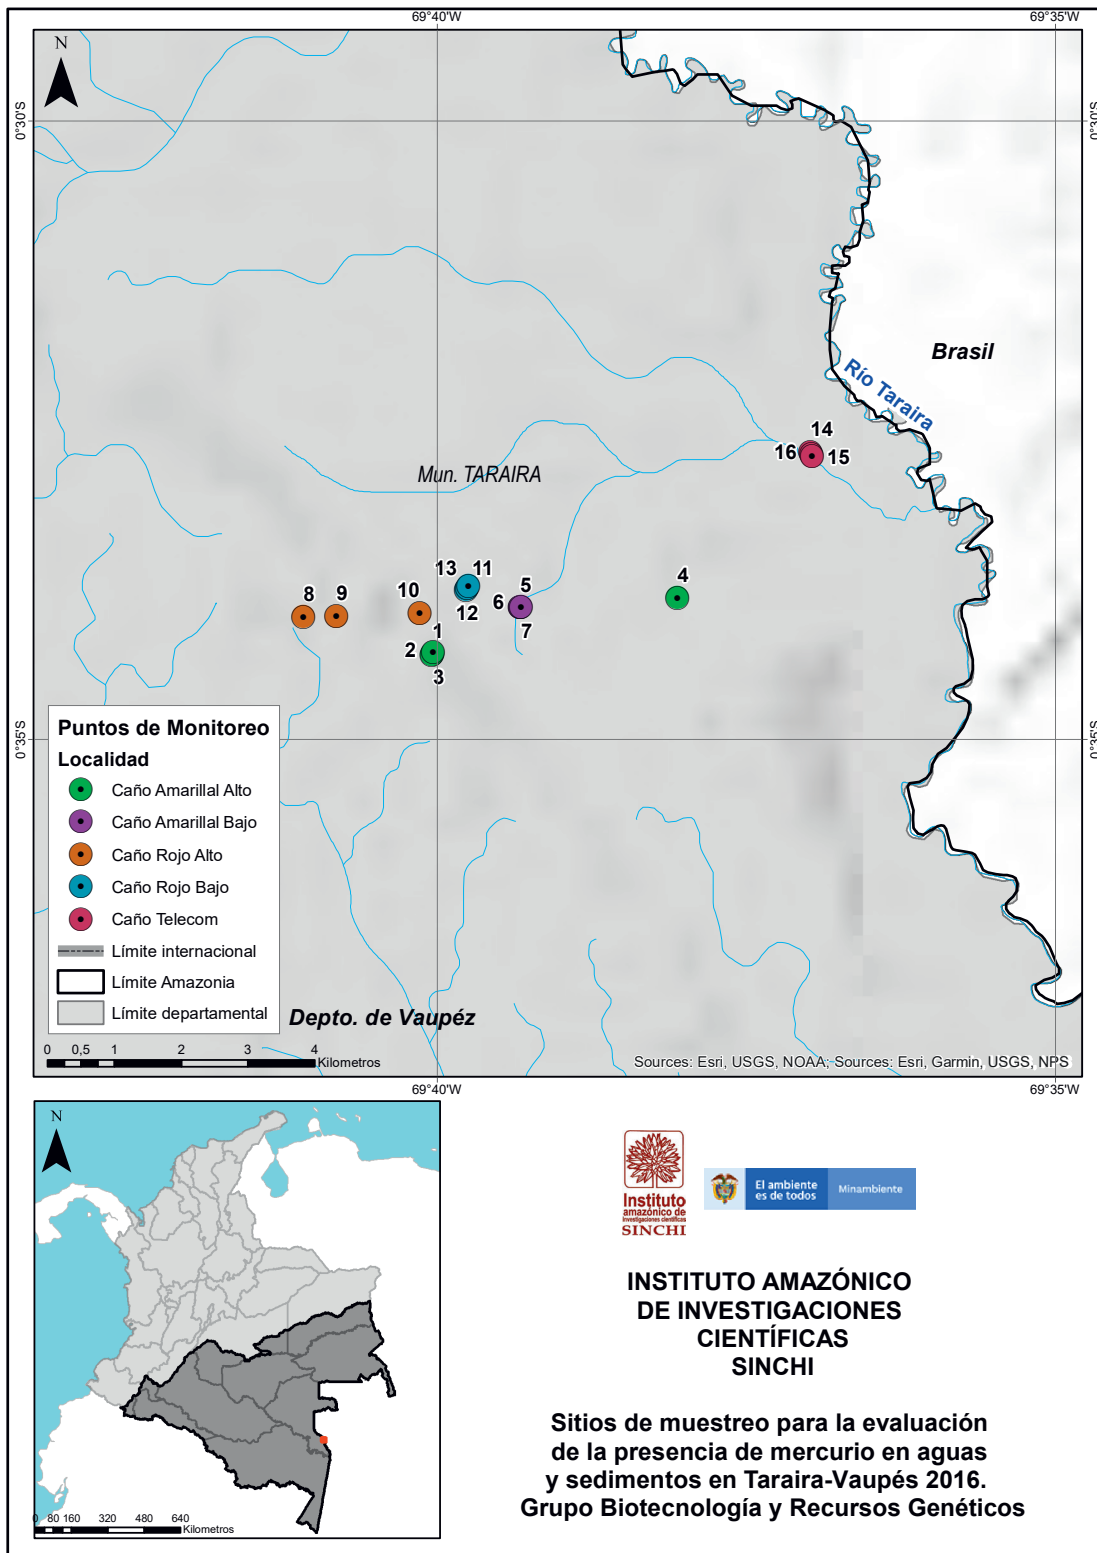 69°40'W
69°35'W
N
0°30'S
0°30'S
Brasil
Río Taraira
14
16
15
Mun. TARAIRA
13
11
12
5
6
7
4
8
9
10
1
2
3
0°35'S
0°35'S
Puntos de Monitoreo
Localidad
Caño Amarillal Alto
Caño Amarillal Bajo
Caño Rojo Alto
Caño Rojo Bajo
Caño Telecom
Límite internacional
Límite Amazonia
Límite departamental
Depto. de Vaupéz
0 0,5 1 2 3 4
Kilometros
Sources: Esri, USGS, NOAA; Sources: Esri, Garmin, USGS, NPS
69°40'W
69°35'W
N
0 80 160 320 480 640
Kilometros
Instituto
amazónico de
investigaciones científicas
SINCHI
El ambiente
es de todos
Minambiente
INSTITUTO AMAZÓNICO
DE INVESTIGACIONES
CIENTÍFICAS
SINCHI
Sitios de muestreo para la evaluación
de la presencia de mercurio en aguas
y sedimentos en Taraira-Vaupés 2016.
Grupo Biotecnología y Recursos Genéticos